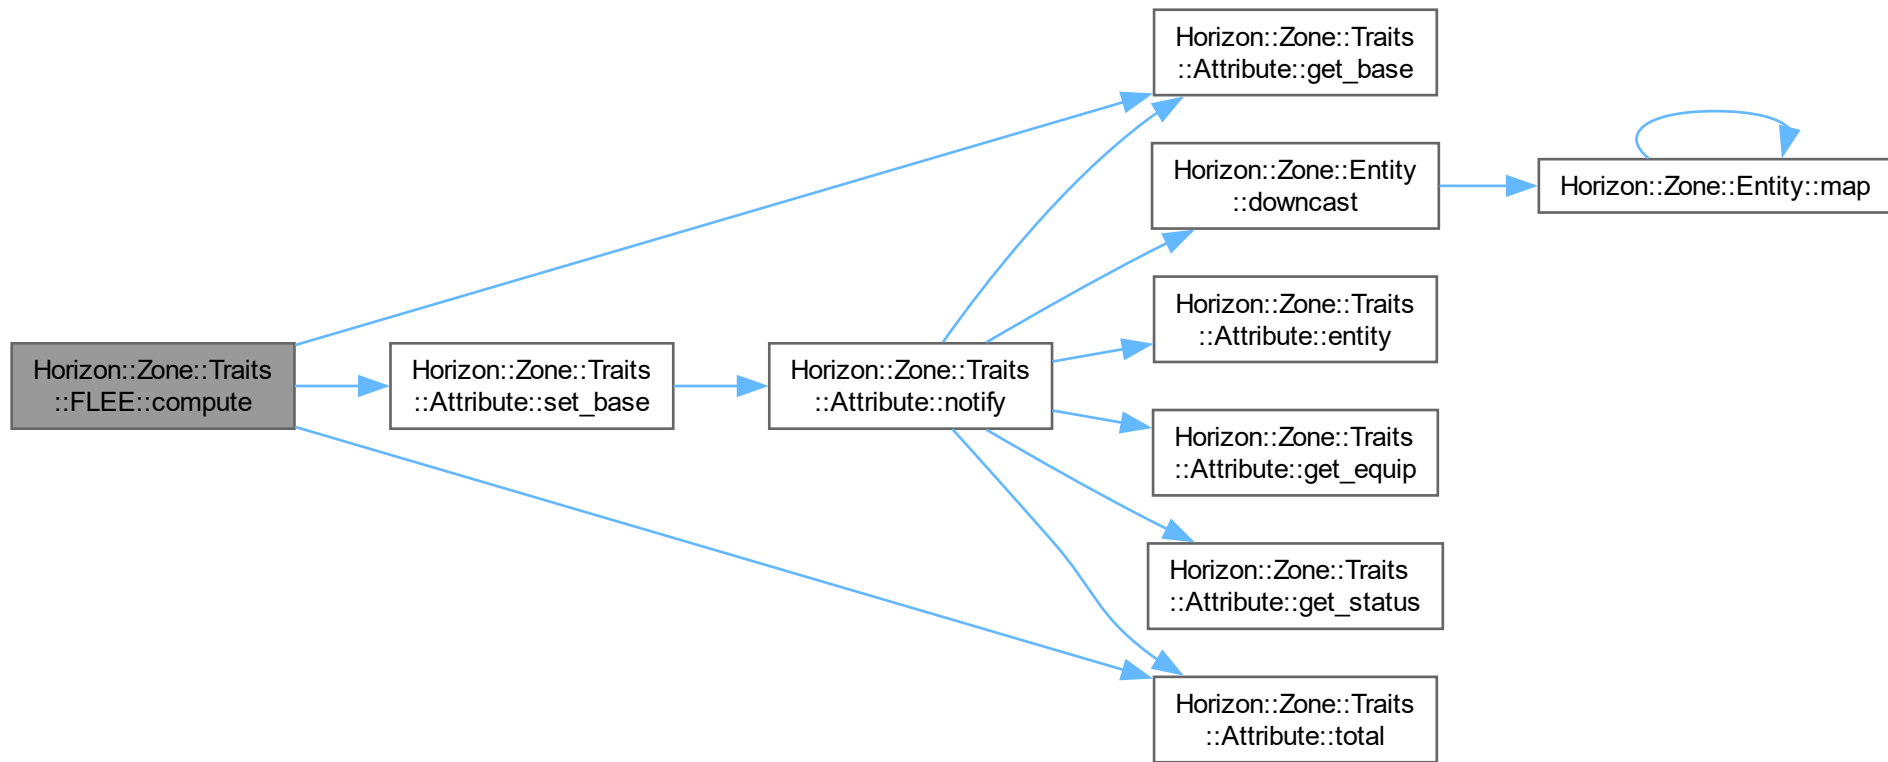 Horizon::Zone::Traits
::FLEE::compute
Horizon::Zone::Traits
::Attribute::set_base
Horizon::Zone::Traits
::Attribute::notify
Horizon::Zone::Traits
::Attribute::get_base
Horizon::Zone::Entity
::downcast
Horizon::Zone::Entity::map
Horizon::Zone::Traits
::Attribute::entity
Horizon::Zone::Traits
::Attribute::get_equip
Horizon::Zone::Traits
::Attribute::get_status
Horizon::Zone::Traits
::Attribute::total